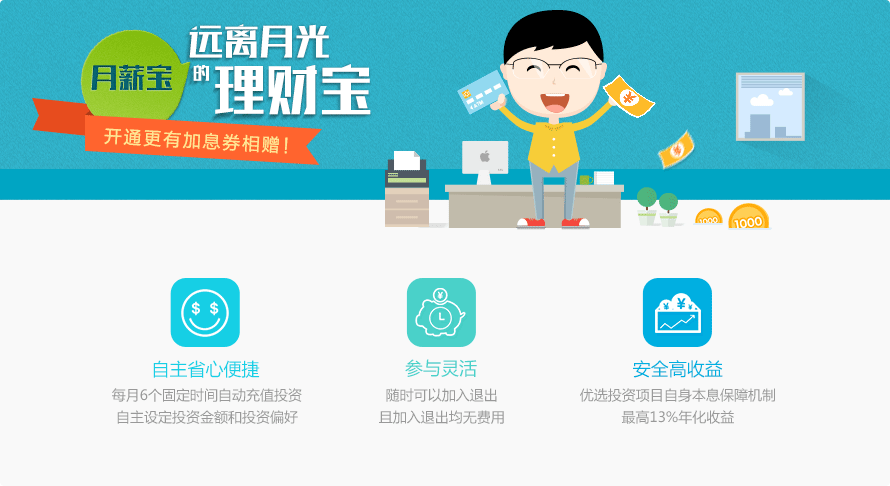 远离月光
月薪宝
的
理财宝
开通更有加息券相赠!
1000
1000
自主省心便捷
参与灵活
安全高收益
每月6个固定时间自动充值投资
随时可以加入退出
优选投资项目自身本息保障机制
自主设定投资金额和投资偏好
且加入退出均无费用
最高13%年化收益